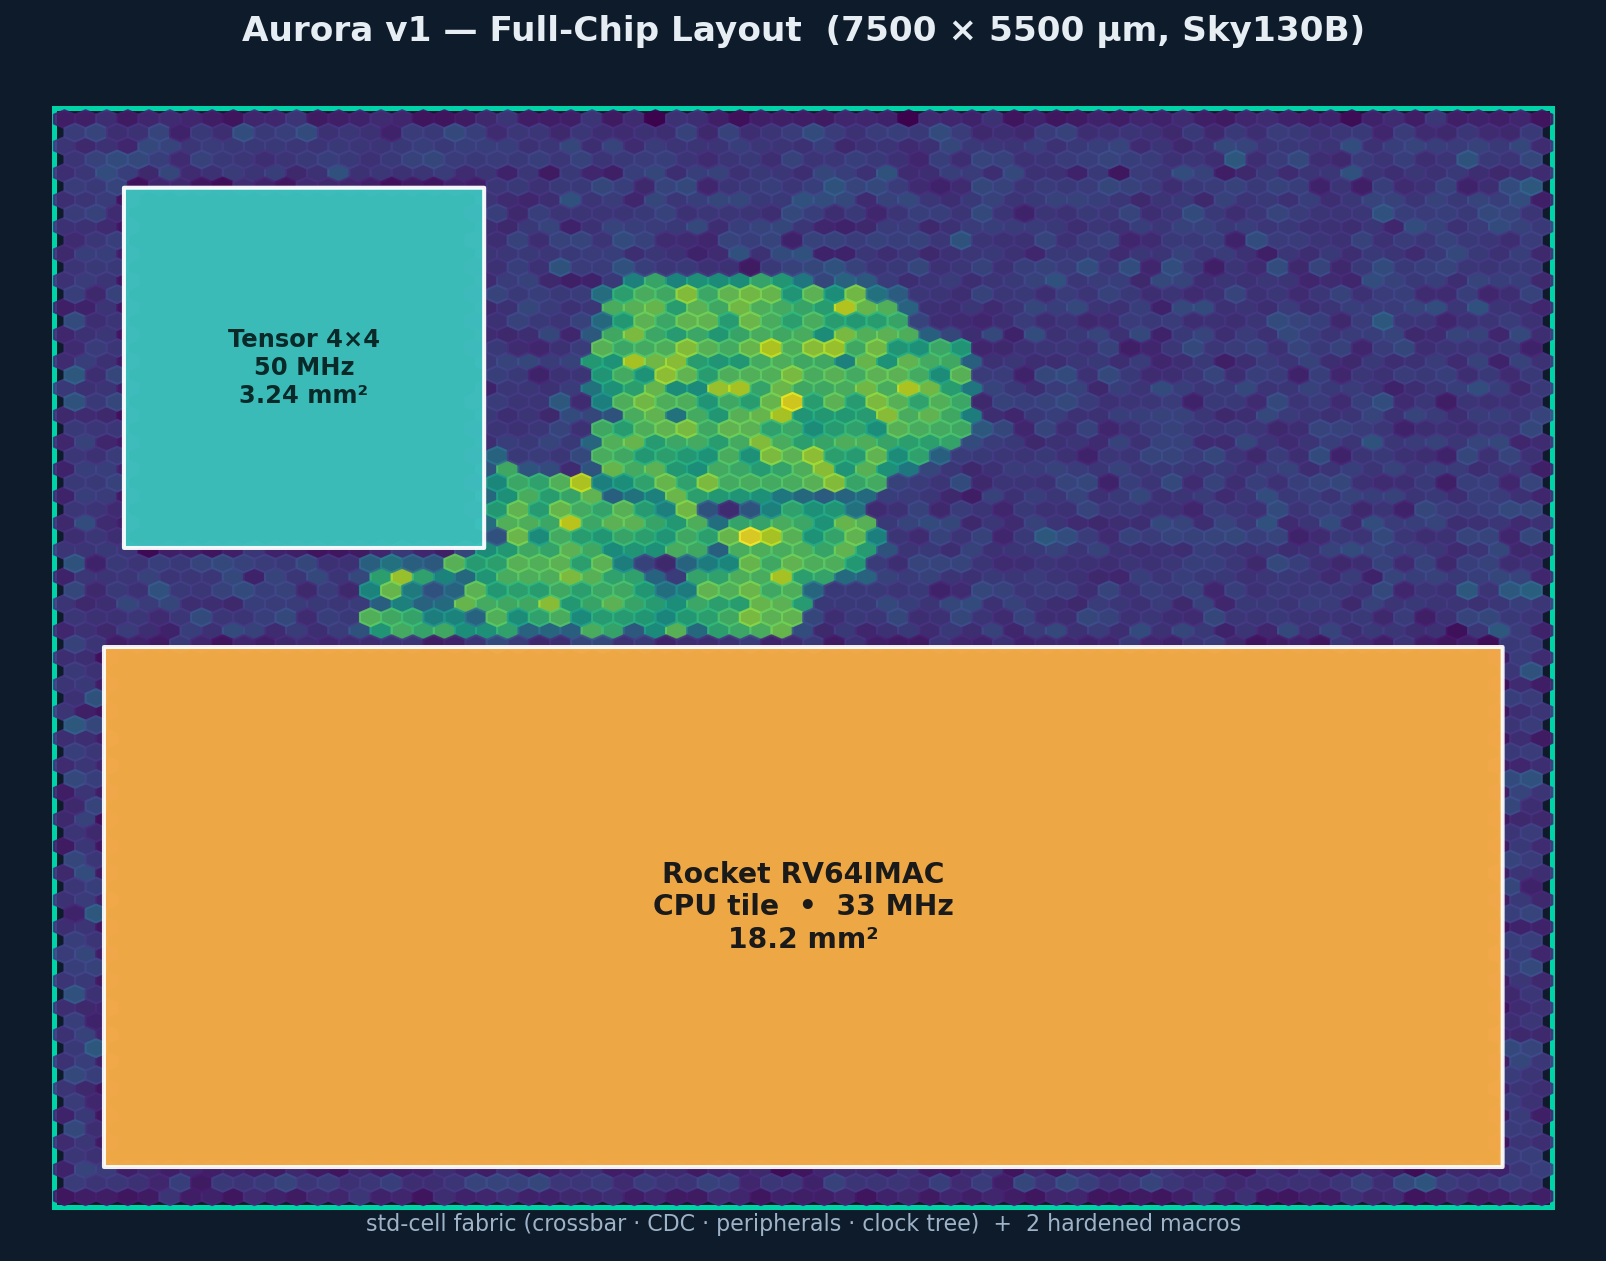 Aurora v1 — Full-Chip Layout (7500 × 5500 μm, Sky130B)
Tensor 4×4
50 MHz
3.24 mm²
Rocket RV64IMAC
CPU tile • 33 MHz
18.2 mm²
std-cell fabric (crossbar · CDC · peripherals · clock tree) + 2 hardened macros